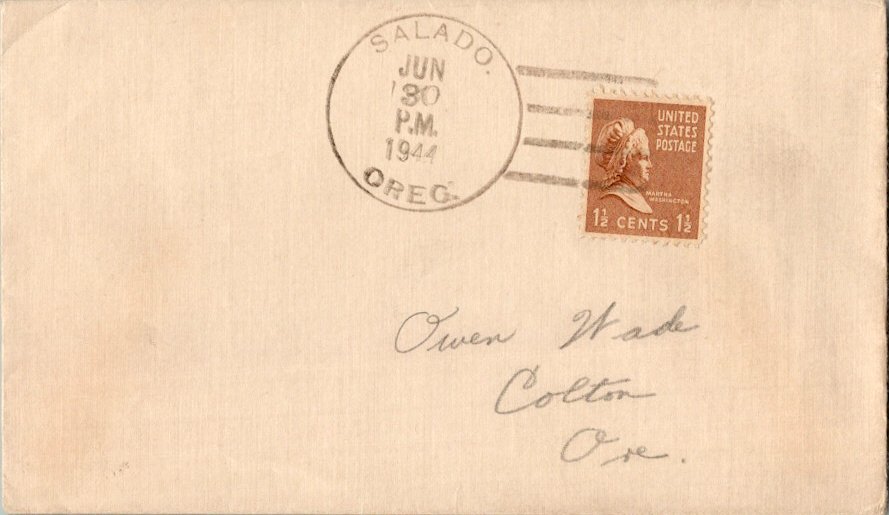 SALADO.
JUN
30
P.M.
1944
OREG.
UNITED
STATES
POSTAGE
MARTHA
WASHINGTON
1½ CENTS 1½
Owen Wade
Colton
Ore.